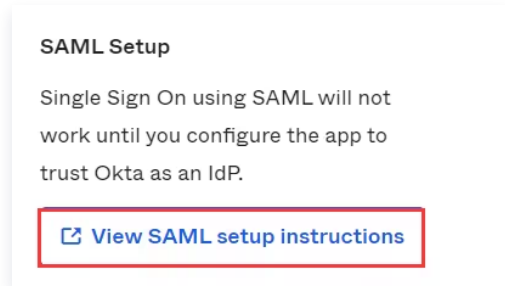 SAML Setup
Single Sign On using SAML will not
work until you configure the app to
trust Okta as an IdP.
View SAML setup instructions